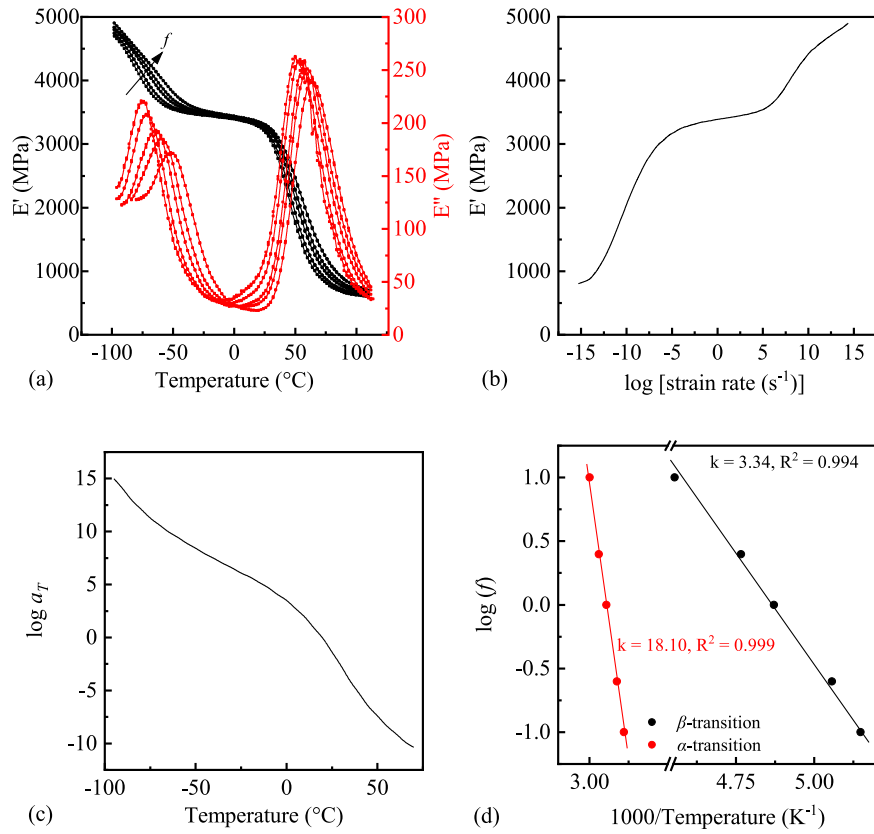 5000
4000
3000
2000
1000
0
E' (MPa)
f
300
250
200
150
100
50
0
E'' (MPa)
-100
-50
0
50
100
Temperature (°C)
(a)
5000
4000
3000
2000
1000
0
E' (MPa)
-15
-10
-5
0
5
10
15
log [strain rate (s⁻¹)]
(b)
15
10
5
0
-5
-10
log a_T
-100
-50
0
50
Temperature (°C)
(c)
1.0
0.5
0.0
-0.5
-1.0
log (f)
k = 3.34, R² = 0.994
k = 18.10, R² = 0.999
β-transition
α-transition
3.00
4.75
5.00
1000/Temperature (K⁻¹)
(d)